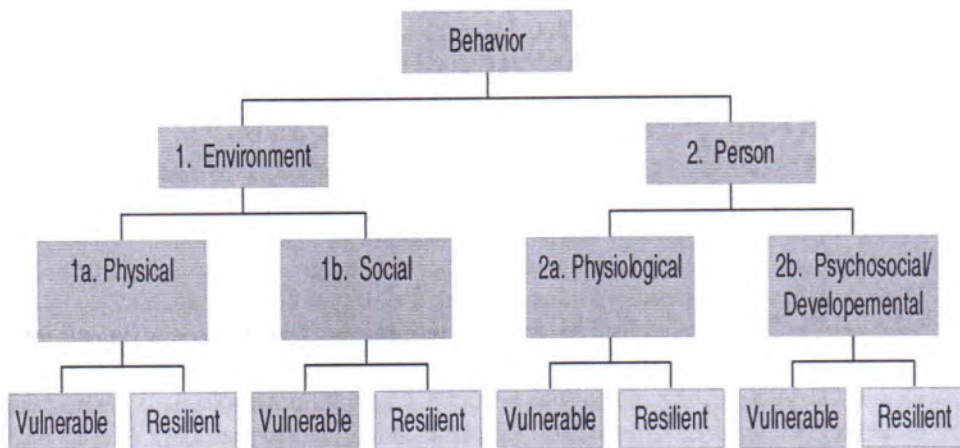 Behavior
1. Environment
2. Person
1a. Physical
1b. Social
2a. Physiological
2b. Psychosocial/
Developemental
Vulnerable
Resilient
Vulnerable
Resilient
Vulnerable
Resilient
Vulnerable
Resilient